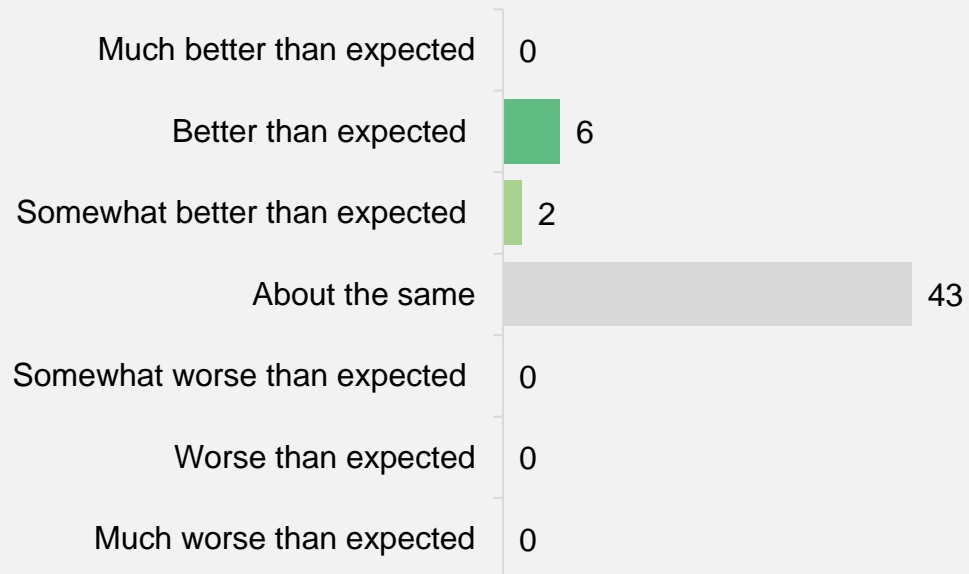 Much better than expected 0
Better than expected 6
Somewhat better than expected 2
About the same 43
Somewhat worse than expected 0
Worse than expected 0
Much worse than expected 0